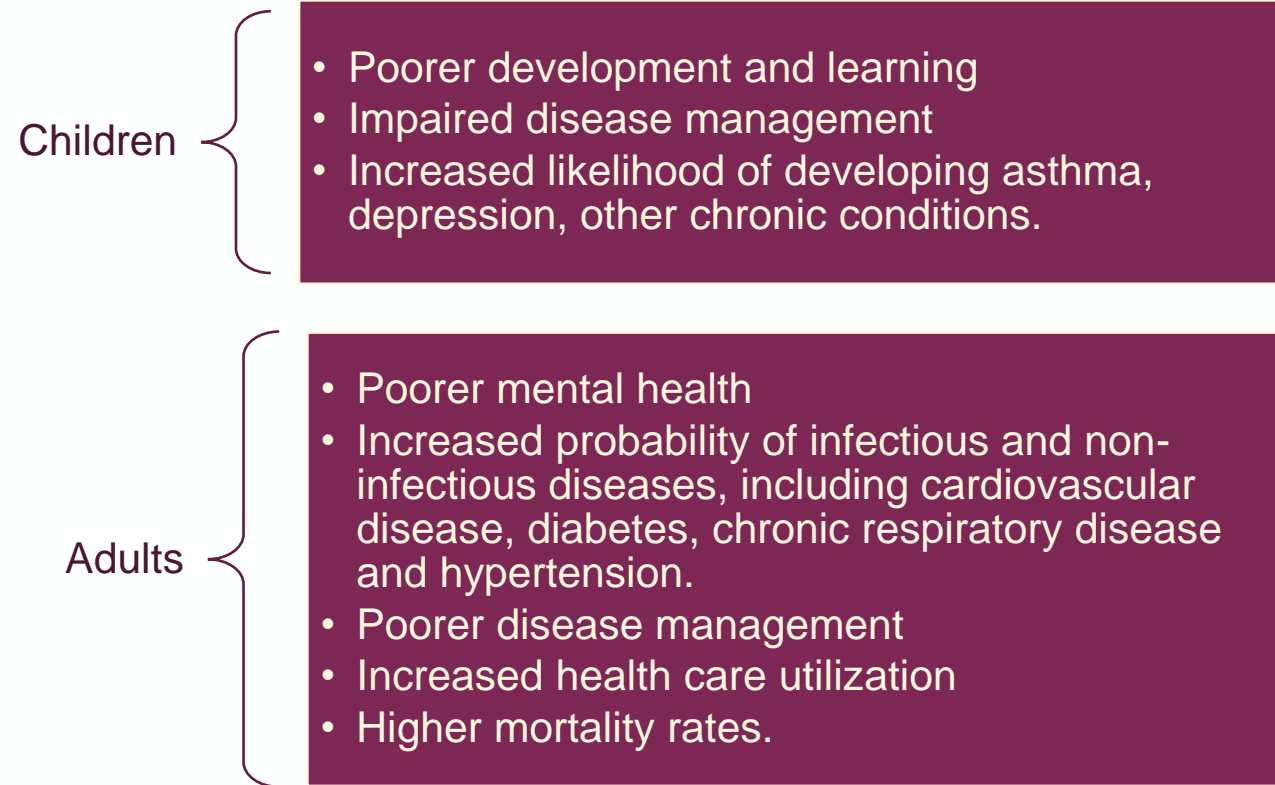 Children
• Poorer development and learning
• Impaired disease management
• Increased likelihood of developing asthma,
depression, other chronic conditions.
Adults
• Poorer mental health
• Increased probability of infectious and non-
infectious diseases, including cardiovascular
disease, diabetes, chronic respiratory disease
and hypertension.
• Poorer disease management
• Increased health care utilization
• Higher mortality rates.